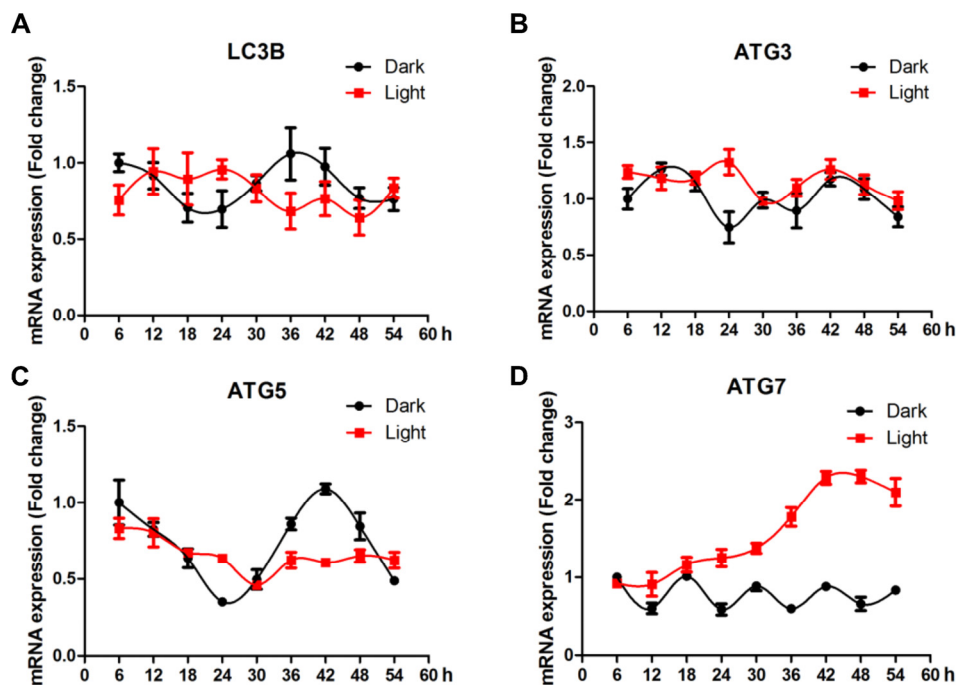 A
LC3B
Dark
Light
mRNA expression (Fold change)
1.5
1.0
0.5
0.0
0 6 12 18 24 30 36 42 48 54 60 h
B
ATG3
Dark
Light
mRNA expression (Fold change)
2.0
1.5
1.0
0.5
0.0
0 6 12 18 24 30 36 42 48 54 60 h
C
ATG5
Dark
Light
mRNA expression (Fold change)
1.5
1.0
0.5
0.0
0 6 12 18 24 30 36 42 48 54 60 h
D
ATG7
Dark
Light
mRNA expression (Fold change)
3
2
1
0
0 6 12 18 24 30 36 42 48 54 60 h